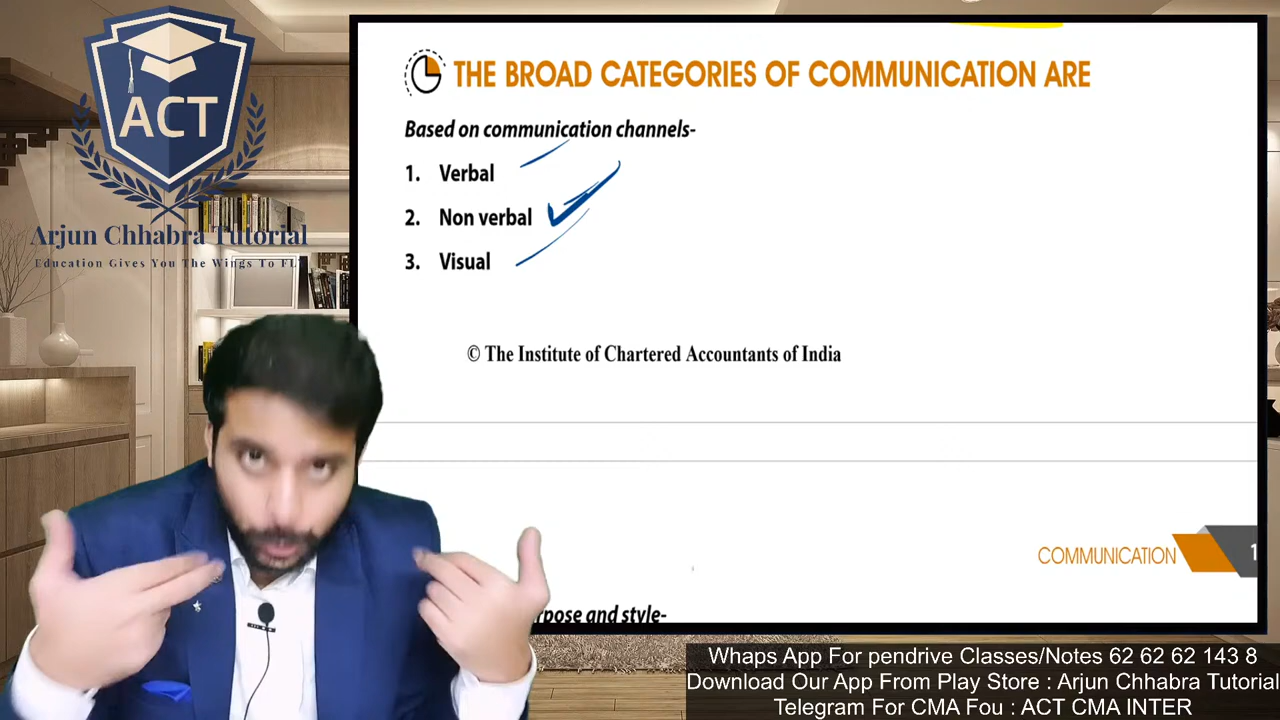 ACT
Arjun Chhabra Tutorial
Education Gives You The Wings To FL
THE BROAD CATEGORIES OF COMMUNICATION ARE
Based on communication channels-
1. Verbal
2. Non verbal
3. Visual
© The Institute of Chartered Accountants of India
COMMUNICATION 1
rpose and style-
Whaps App For pendrive Classes/Notes 62 62 62 143 8
Download Our App From Play Store : Arjun Chhabra Tutorial
Telegram For CMA Fou : ACT CMA INTER